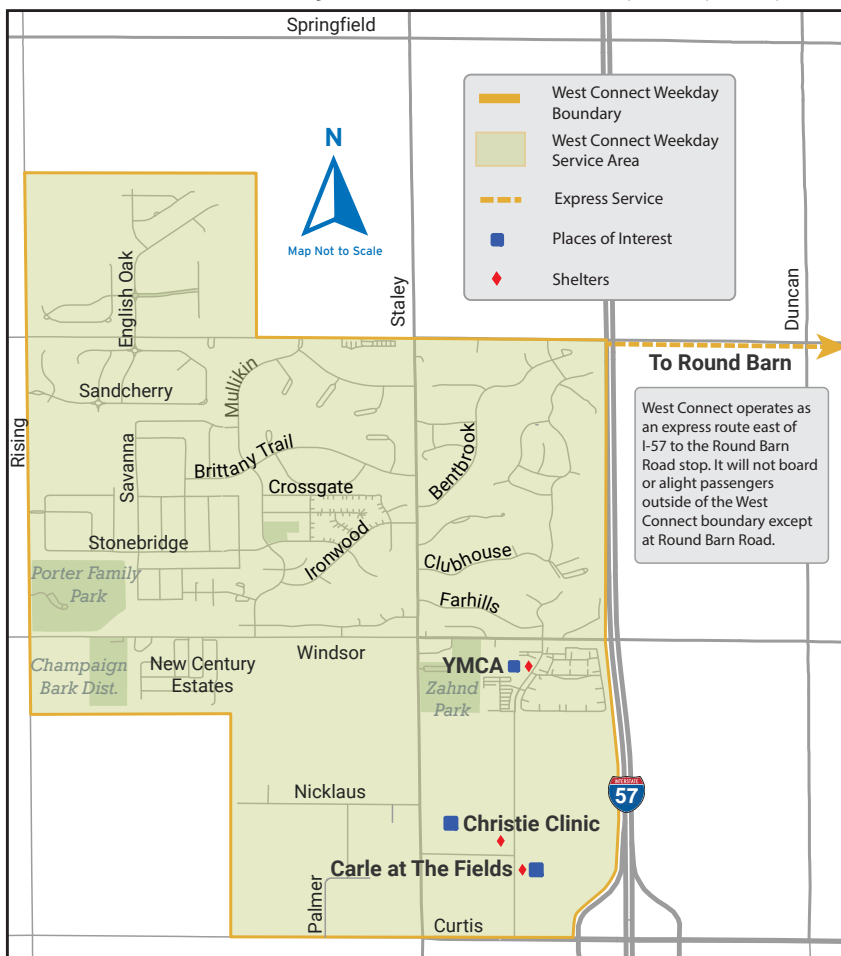 Springfield
West Connect Weekday
Boundary
West Connect Weekday
Service Area
Express Service
Places of Interest
Shelters
N
Map Not to Scale
English Oak
Staley
Duncan
To Round Barn
West Connect operates as
an express route east of
I-57 to the Round Barn
Road stop. It will not board
or alight passengers
outside of the West
Connect boundary except
at Round Barn Road.
Rising
Sandcherry
Mullikin
Savanna
Brittany Trail
Bentbrook
Crossgate
Stonebridge
Ironwood
Clubhouse
Porter Family
Park
Farhills
Windsor
Champaign
Bark Dist.
New Century
Estates
YMCA
Zahnd
Park
INTERSTATE
57
Nicklaus
Christie Clinic
Carle at The Fields
Palmer
Curtis